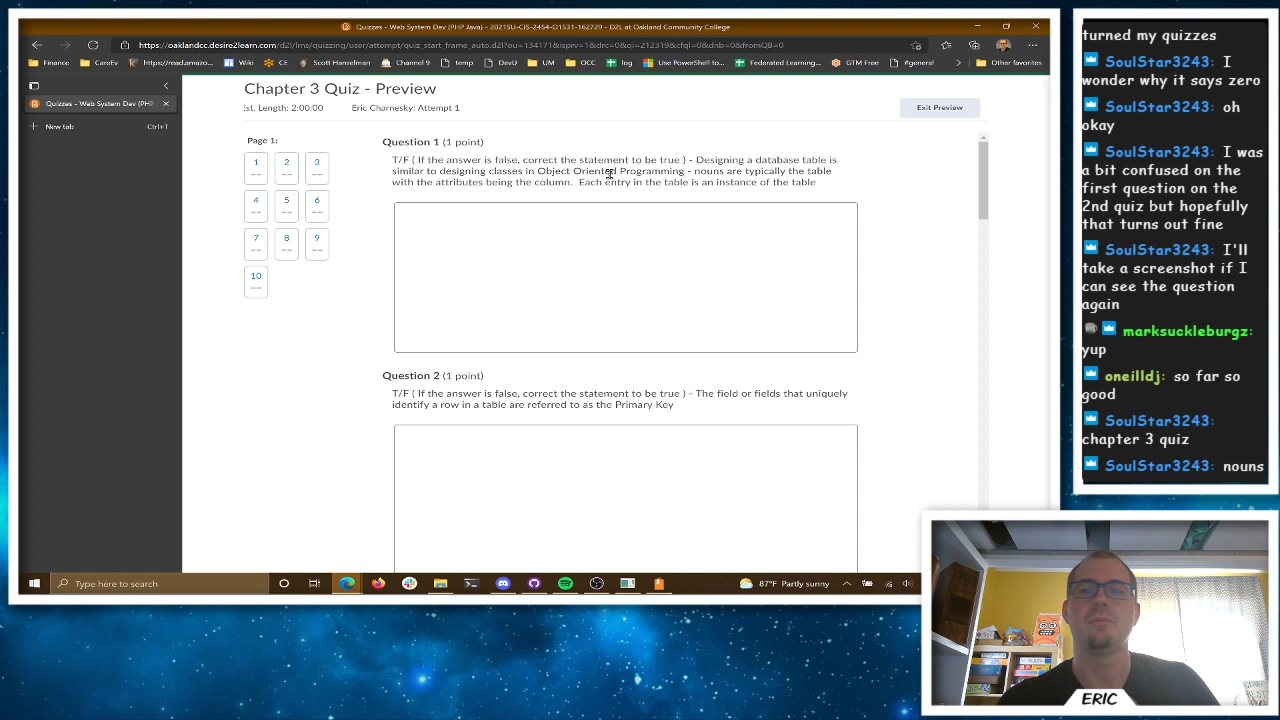 Quizzes - Web System Dev (PHP Java) - 2021SU-CIS-2454-O1531-162729 - D2L at Oakland Community College
https://oaklandcc.desire2learn.com/d2l/lms/quizzing/user/attempt/quiz_start_frame_auto.d2l?ou=134171&isprv=1&drc=0&qi=212319&cfql=0&dnb=0&fromQB=0
Finance CareEv https://read.amazo... Wiki CE Scott Hanselman Channel 9 temp DevU UM OCC log Use PowerShell to... Federated Learning... GTM Free #general Other favorites
Quizzes - Web System Dev (PHP
New tab Ctrl+T
Chapter 3 Quiz - Preview
Est. Length: 2:00:00 Eric Charnesky: Attempt 1
Exit Preview
Page 1:
1 2 3
-- -- --
4 5 6
-- -- --
7 8 9
-- -- --
10
--
Question 1 (1 point)
T/F ( If the answer is false, correct the statement to be true ) - Designing a database table is
similar to designing classes in Object Oriented Programming - nouns are typically the table
with the attributes being the column. Each entry in the table is an instance of the table
Question 2 (1 point)
T/F ( If the answer is false, correct the statement to be true ) - The field or fields that uniquely
identify a row in a table are referred to as the Primary Key
Type here to search
87°F Partly sunny
turned my quizzes
SoulStar3243: I
wonder why it says zero
SoulStar3243: oh
okay
SoulStar3243: I was
a bit confused on the
first question on the
2nd quiz but hopefully
that turns out fine
SoulStar3243: I'll
take a screenshot if I
can see the question
again
marksuckleburgz:
yup
oneilldj: so far so
good
SoulStar3243:
chapter 3 quiz
SoulStar3243: nouns
ERIC